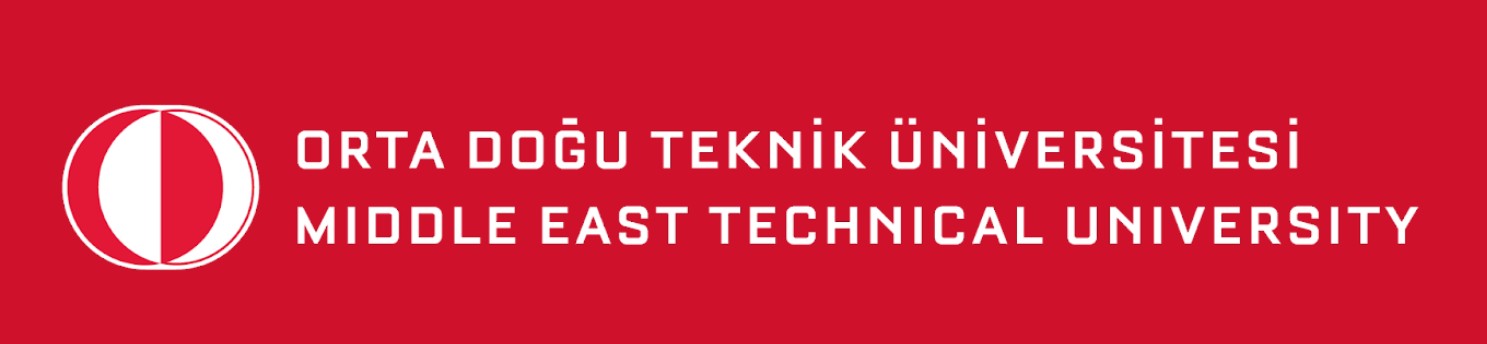 ORTA DOĞU TEKNİK ÜNİVERSİTESİ
MIDDLE EAST TECHNICAL UNIVERSITY